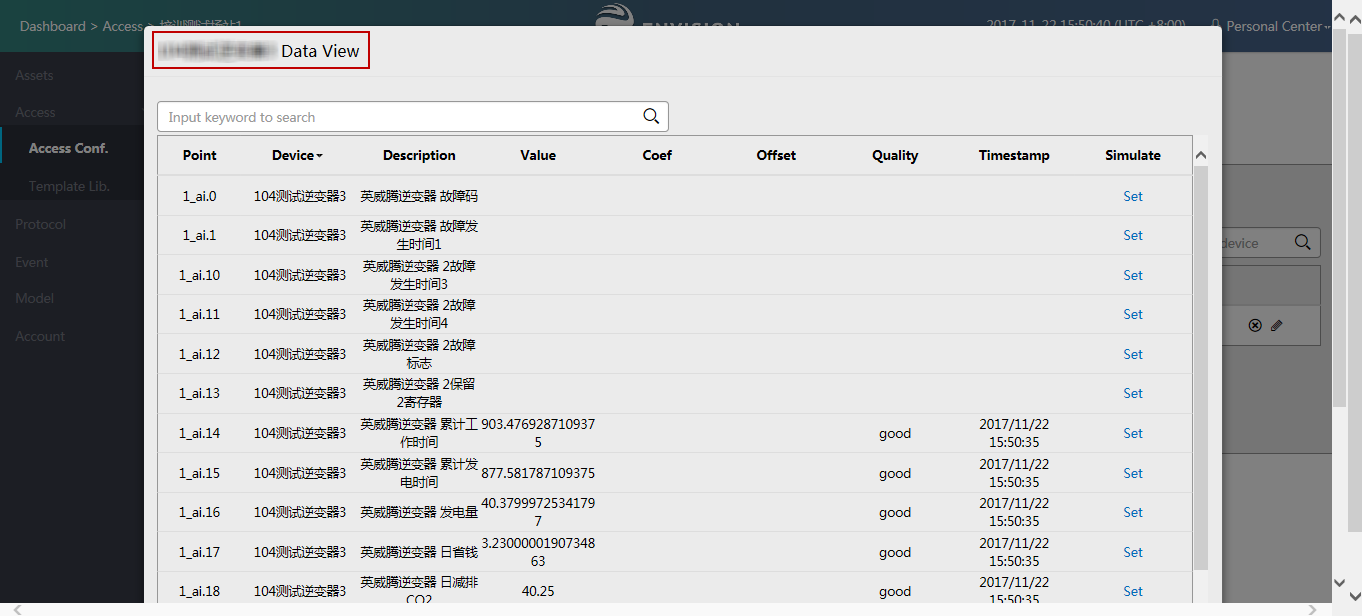 Dashboard > Access > 培训测试场站1
ENVISION
2017-11-22 15:50:40 (UTC +8:00)
Personal Center
Assets
Access
Access Conf.
Template Lib.
Protocol
Event
Model
Account
Data View
Input keyword to search
device
Point Device Description Value Coef Offset Quality Timestamp Simulate
1_ai.0 104测试逆变器3 英威腾逆变器 故障码 Set
1_ai.1 104测试逆变器3 英威腾逆变器 故障发 Set
生时间1
1_ai.10 104测试逆变器3 英威腾逆变器 2故障 Set
发生时间3
1_ai.11 104测试逆变器3 英威腾逆变器 2故障 Set
发生时间4
1_ai.12 104测试逆变器3 英威腾逆变器 2故障 Set
标志
1_ai.13 104测试逆变器3 英威腾逆变器 2保留 Set
2寄存器
1_ai.14 104测试逆变器3 英威腾逆变器 累计工 903.476928710937 good 2017/11/22 Set
作时间 5 15:50:35
1_ai.15 104测试逆变器3 英威腾逆变器 累计发 877.581787109375 good 2017/11/22 Set
电时间 15:50:35
1_ai.16 104测试逆变器3 英威腾逆变器 发电量 40.3799972534179 good 2017/11/22 Set
7 15:50:35
1_ai.17 104测试逆变器3 英威腾逆变器 日省钱 3.23000001907348 good 2017/11/22 Set
63 15:50:35
1_ai.18 104测试逆变器3 英威腾逆变器 日减排 40.25 good 2017/11/22 Set
CO2 15:50:35